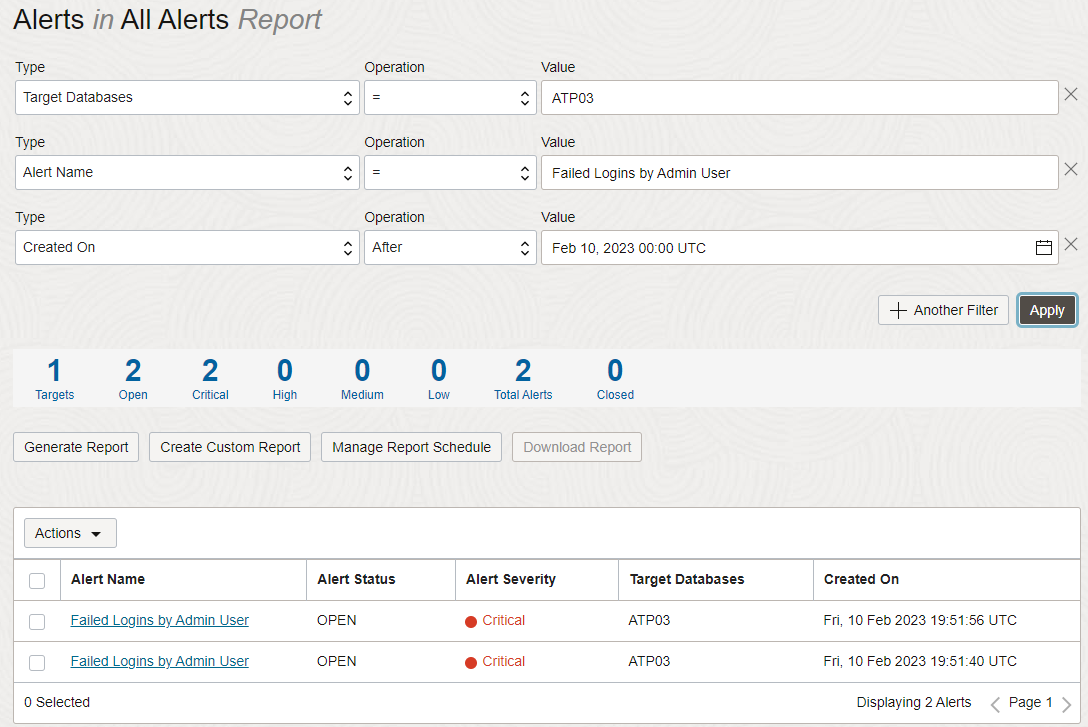 Alerts in All Alerts Report
Type Operation Value
Target Databases = ATP03
Type Operation Value
Alert Name = Failed Logins by Admin User
Type Operation Value
Created On After Feb 10, 2023 00:00 UTC
Another Filter Apply
1 2 2 0 0 0 2 0
Targets Open Critical High Medium Low Total Alerts Closed
Generate Report Create Custom Report Manage Report Schedule Download Report
Actions
Alert Name Alert Status Alert Severity Target Databases Created On
Failed Logins by Admin User OPEN Critical ATP03 Fri, 10 Feb 2023 19:51:56 UTC
Failed Logins by Admin User OPEN Critical ATP03 Fri, 10 Feb 2023 19:51:40 UTC
0 Selected Displaying 2 Alerts Page 1